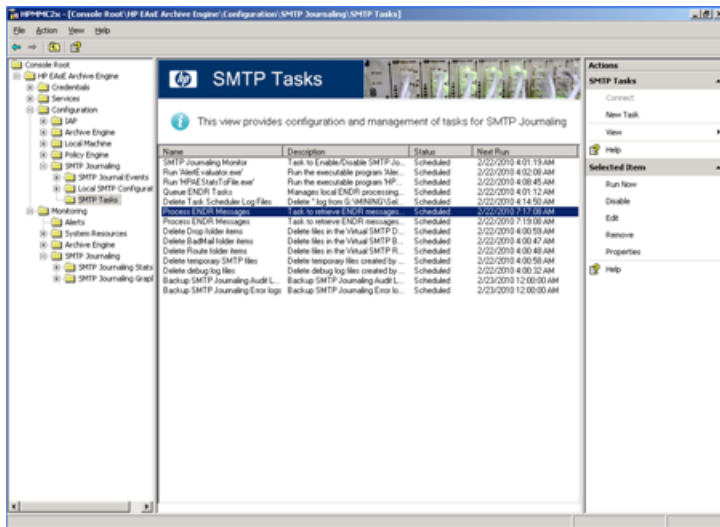 HPMMC2x - [Console Root\HP EAsE Archive Engine\Configuration\SMTP Journaling\SMTP Tasks]
File Action View Help
Console Root
HP EAsE Archive Engine
Credentials
Services
Configuration
IAP
Archive Engine
Local Machine
Policy Engine
SMTP Journaling
SMTP Journal Events
Local SMTP Configurat
SMTP Tasks
Monitoring
Alerts
System Resources
Archive Engine
SMTP Journaling
SMTP Journaling Stats
SMTP Journaling Grapl
hp SMTP Tasks
This view provides configuration and management of tasks for SMTP Journaling
Name Description Status Next Run
SMTP Journaling Monitor Task to Enable/Disable SMTP Jo... Scheduled 2/22/2010 4:01:19 AM
Run 'AlertEvaluator.exe' Run the executable program 'Aler... Scheduled 2/22/2010 4:02:08 AM
Run 'HPAEStatsToFile.exe' Run the executable program 'HP... Scheduled 2/22/2010 4:08:45 AM
Queue ENDR Tasks Manages local ENDR processing... Scheduled 2/22/2010 4:01:12 AM
Delete Task Scheduler Log Files Delete *.log from G:\MINING\Sel... Scheduled 2/22/2010 4:14:50 AM
Process ENDR Messages Task to retrieve ENDR messages... Scheduled 2/22/2010 7:17:08 AM
Process ENDR Messages Task to retrieve ENDR messages... Scheduled 2/22/2010 7:19:08 AM
Delete Drop folder items Delete files in the Virtual SMTP D... Scheduled 2/22/2010 4:00:59 AM
Delete BadMail folder items Delete files in the Virtual SMTP B... Scheduled 2/22/2010 4:00:47 AM
Delete Route folder items Delete files in the Virtual SMTP R... Scheduled 2/22/2010 4:00:48 AM
Delete temporary SMTP files Delete temporary files created by ... Scheduled 2/22/2010 4:00:58 AM
Delete debug log files Delete debug log files created by ... Scheduled 2/22/2010 4:00:32 AM
Backup SMTP Journaling Audit L... Backup SMTP Journaling Audit L... Scheduled 2/23/2010 12:00:00 AM
Backup SMTP Journaling Error logs Backup SMTP Journaling Error lo... Scheduled 2/23/2010 12:00:00 AM
Actions
SMTP Tasks
Connect
New Task
View
Help
Selected Item
Run Now
Disable
Edit
Remove
Properties
Help